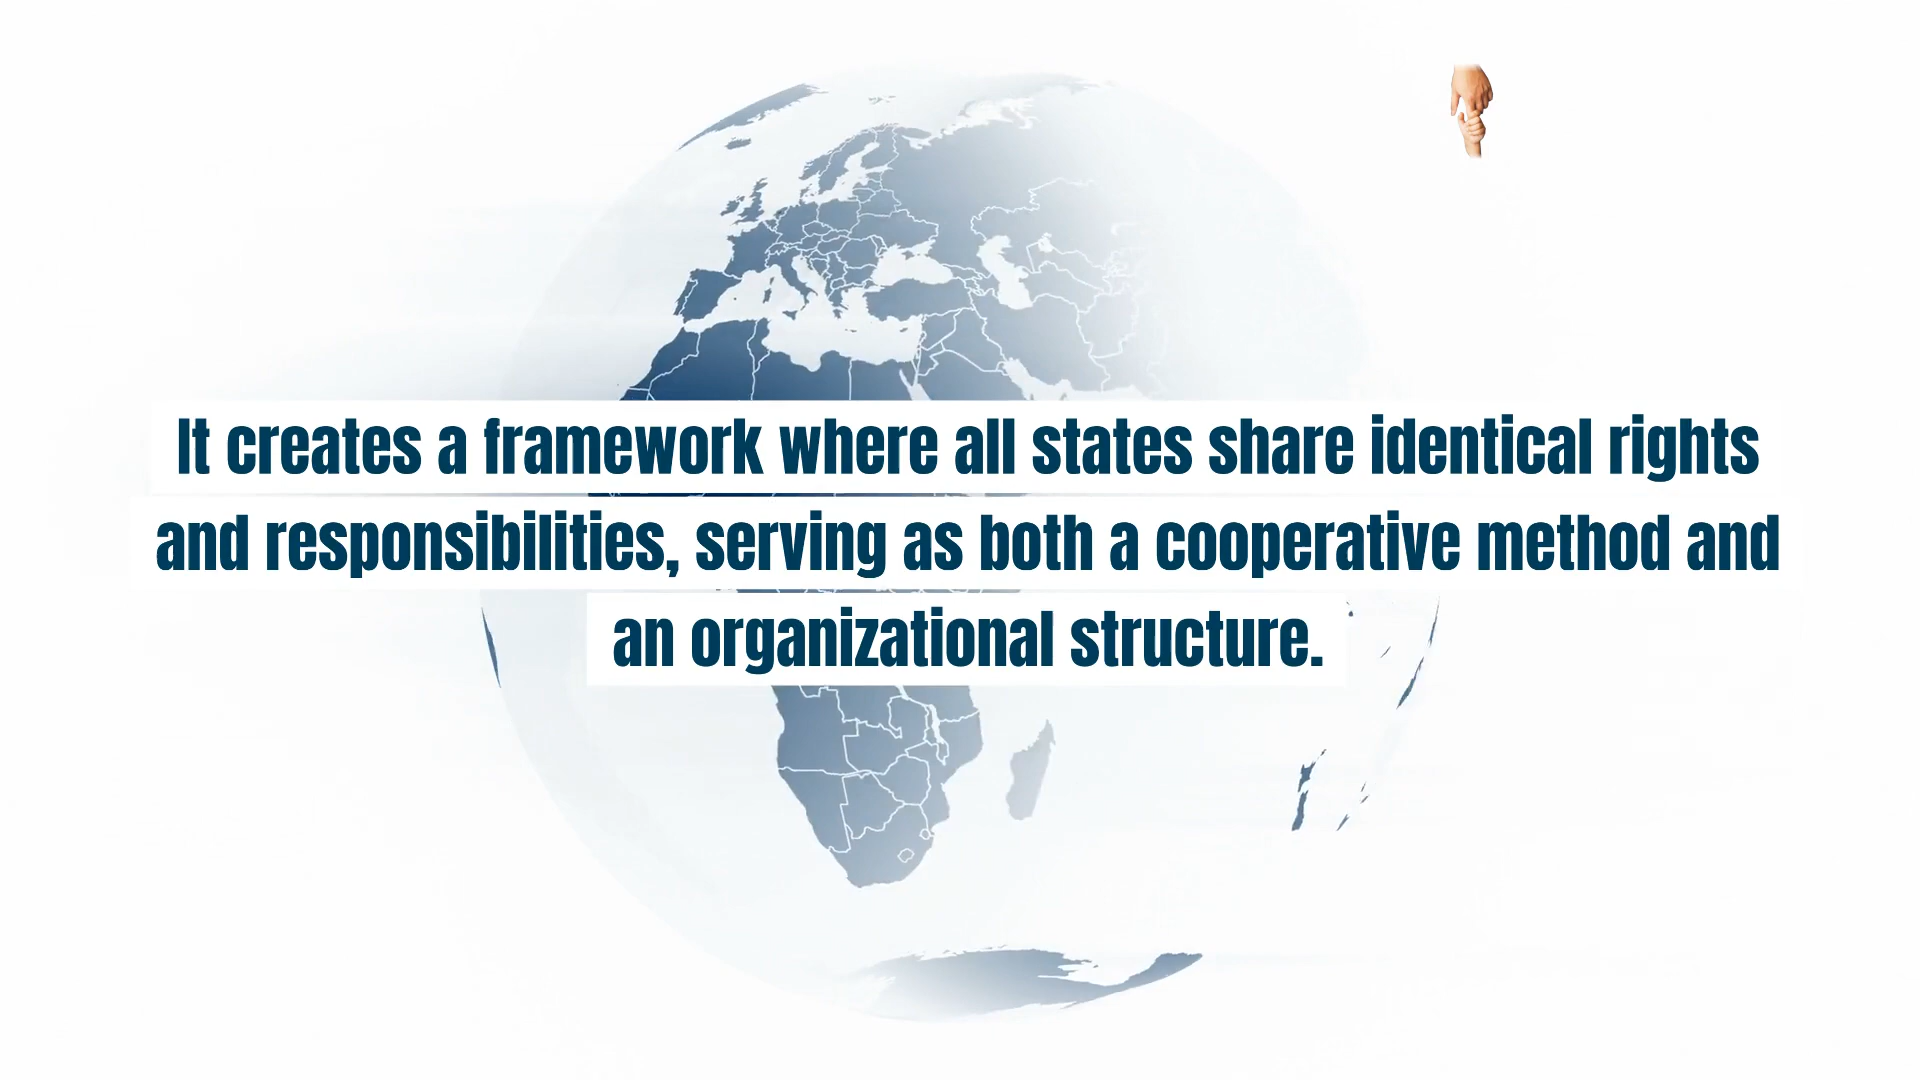 It creates a framework where all states share identical rights
and responsibilities, serving as both a cooperative method and
an organizational structure.